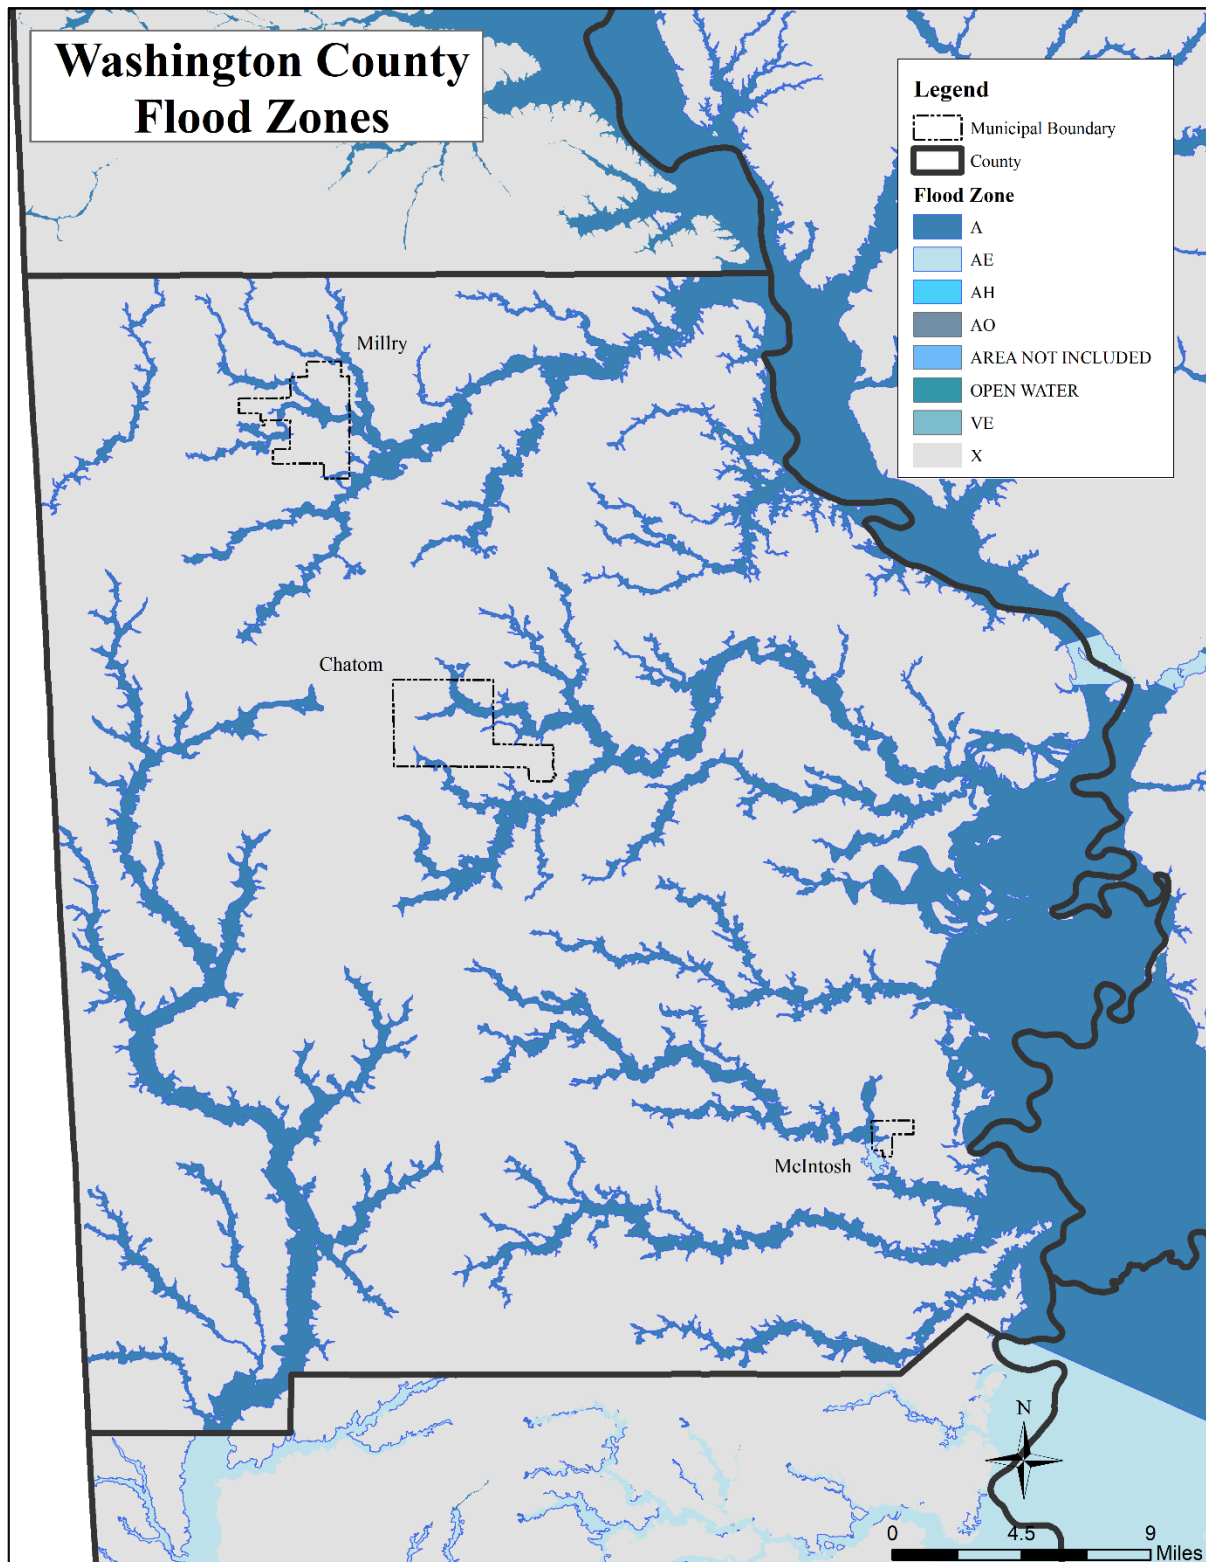 Washington County
Flood Zones
Legend
Municipal Boundary
County
Flood Zone
A
AE
AH
AO
AREA NOT INCLUDED
OPEN WATER
VE
X
Millry
Chatom
McIntosh
N
0 4.5 9
Miles